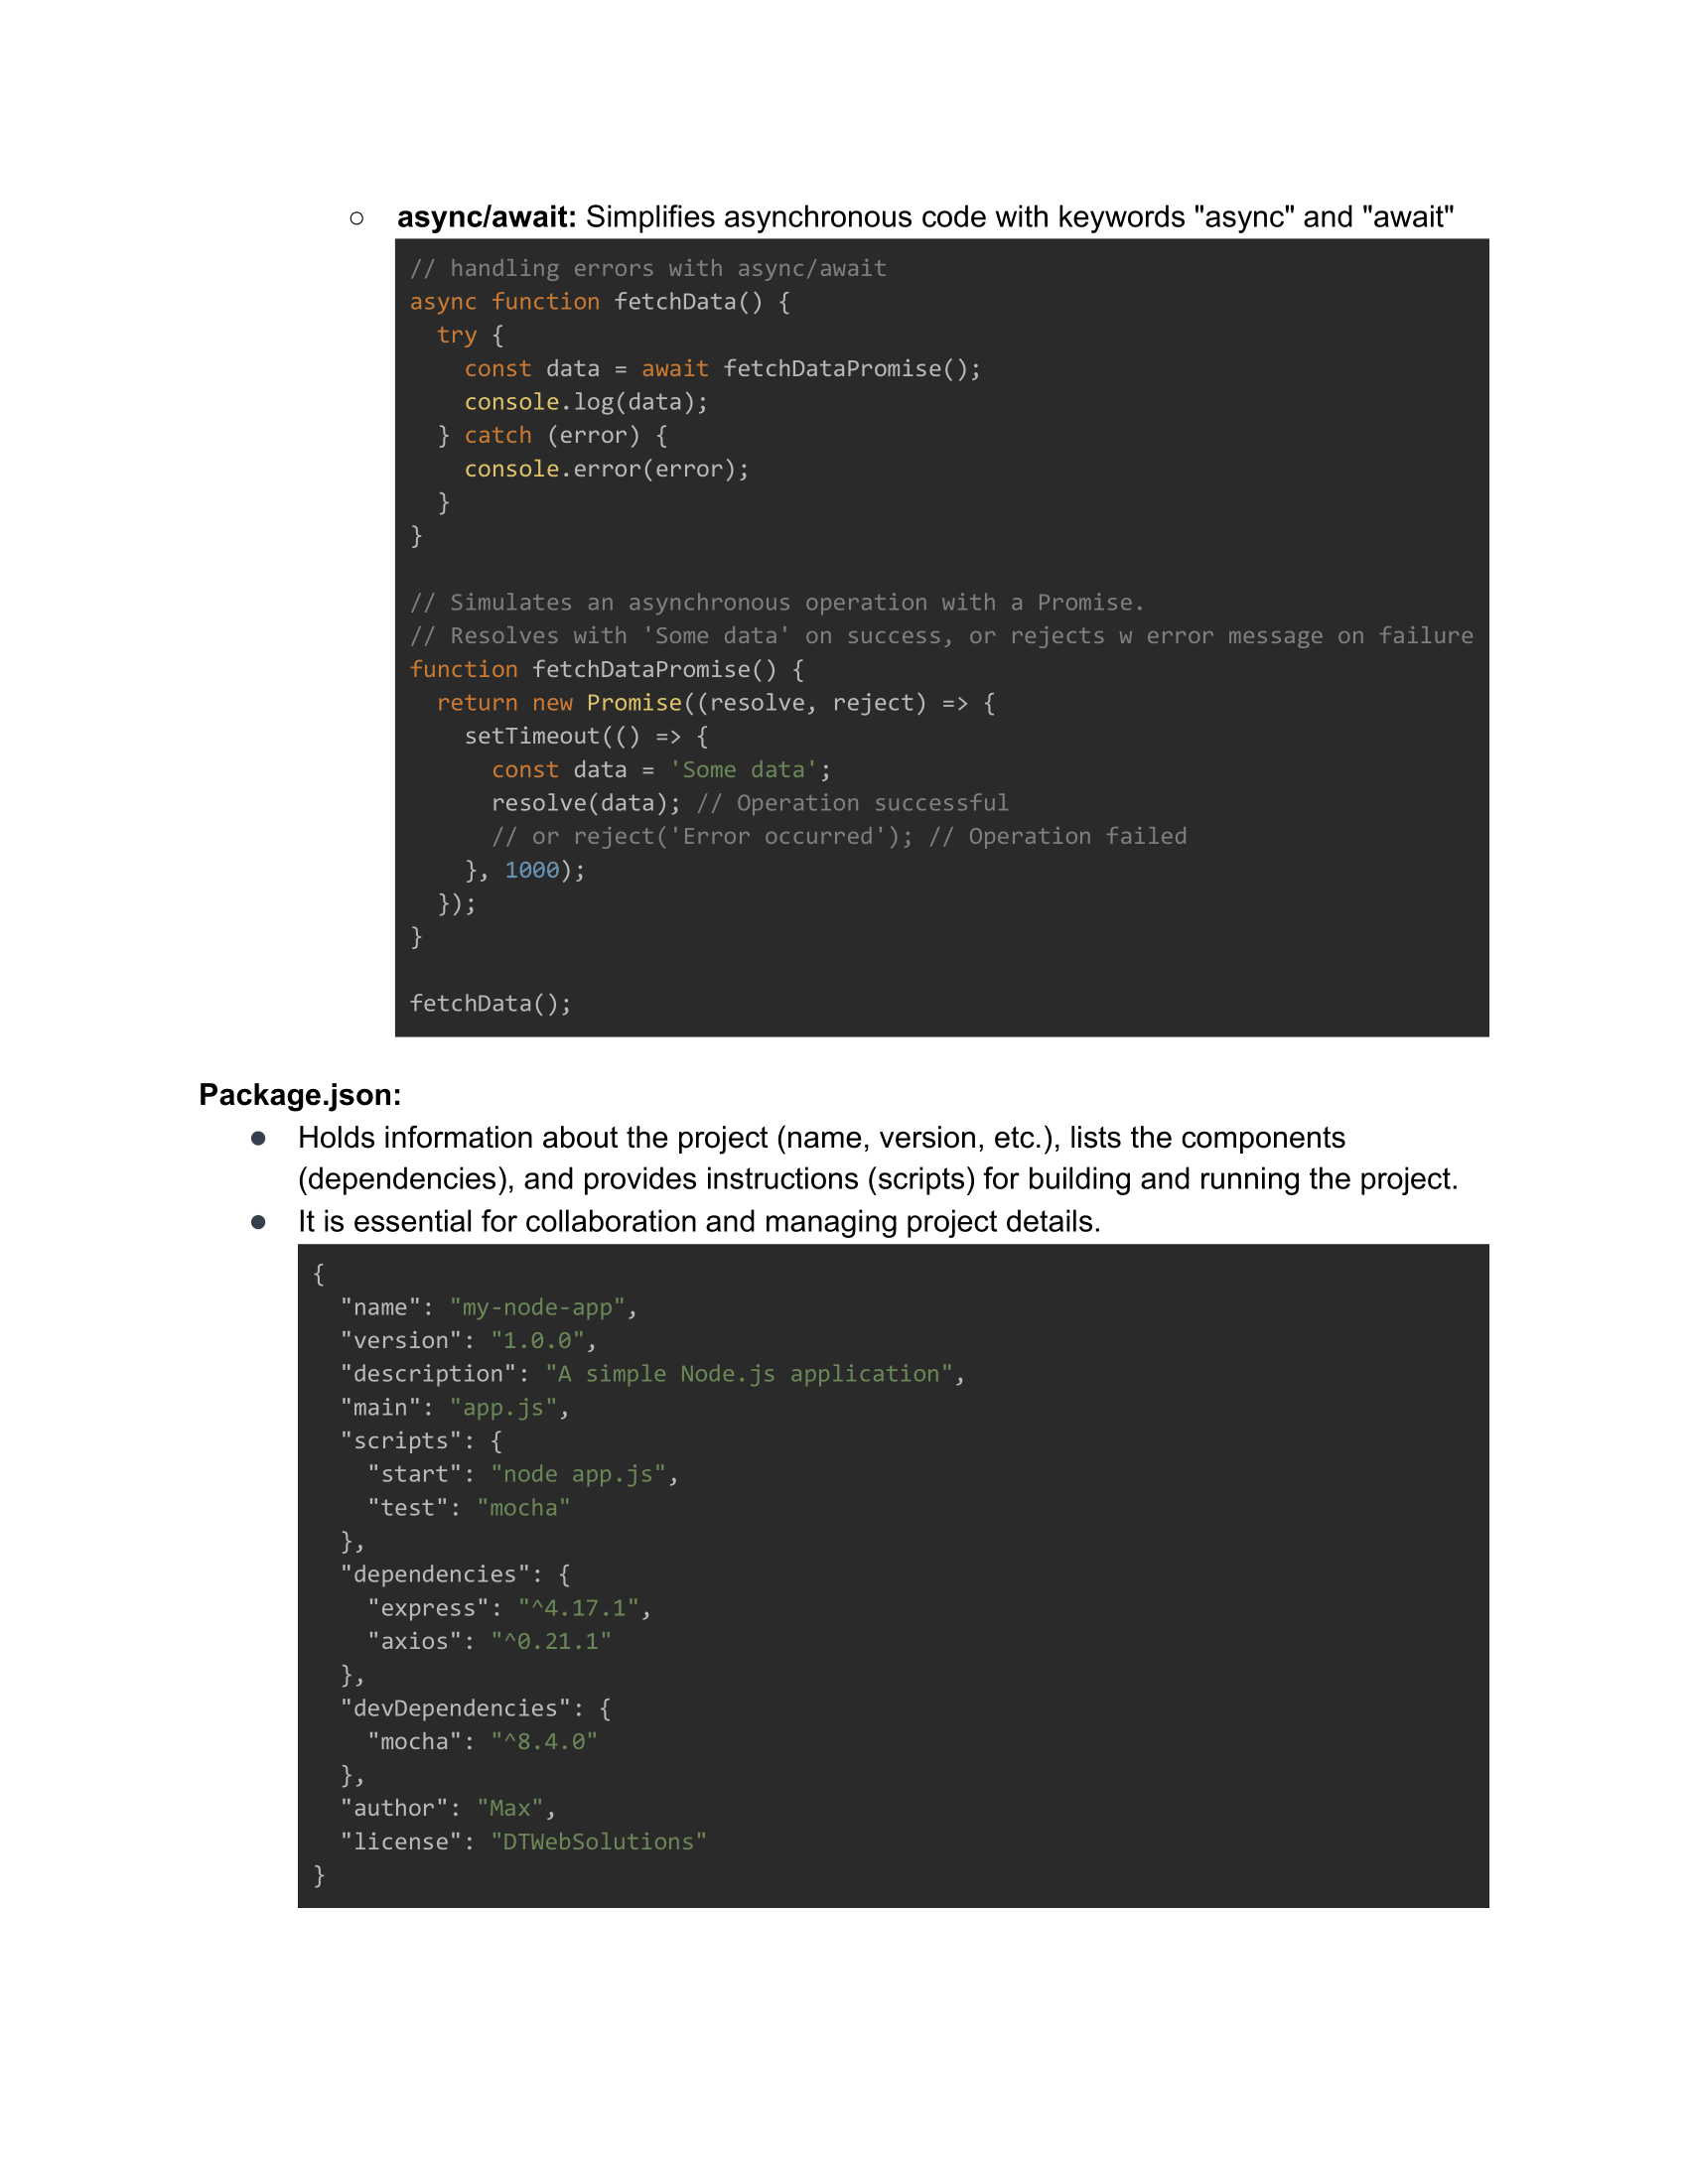 ○ async/await: Simplifies asynchronous code with keywords "async" and "await"
// handling errors with async/await
async function fetchData() {
  try {
    const data = await fetchDataPromise();
    console.log(data);
  } catch (error) {
    console.error(error);
  }
}

// Simulates an asynchronous operation with a Promise.
// Resolves with 'Some data' on success, or rejects w error message on failure
function fetchDataPromise() {
  return new Promise((resolve, reject) => {
    setTimeout(() => {
      const data = 'Some data';
      resolve(data); // Operation successful
      // or reject('Error occurred'); // Operation failed
    }, 1000);
  });
}

fetchData();
Package.json:
● Holds information about the project (name, version, etc.), lists the components
(dependencies), and provides instructions (scripts) for building and running the project.
● It is essential for collaboration and managing project details.
{
  "name": "my-node-app",
  "version": "1.0.0",
  "description": "A simple Node.js application",
  "main": "app.js",
  "scripts": {
    "start": "node app.js",
    "test": "mocha"
  },
  "dependencies": {
    "express": "^4.17.1",
    "axios": "^0.21.1"
  },
  "devDependencies": {
    "mocha": "^8.4.0"
  },
  "author": "Max",
  "license": "DTWebSolutions"
}